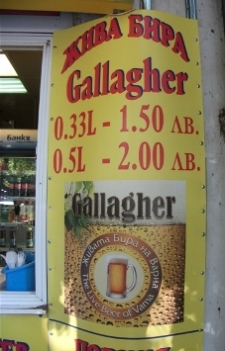 ЖИВА БИРА
Gallagher
0.33L - 1.50 ЛВ.
0.5L - 2.00 ЛВ.
Gallagher
Живата Бира на Варна
The Live Beer of Varna